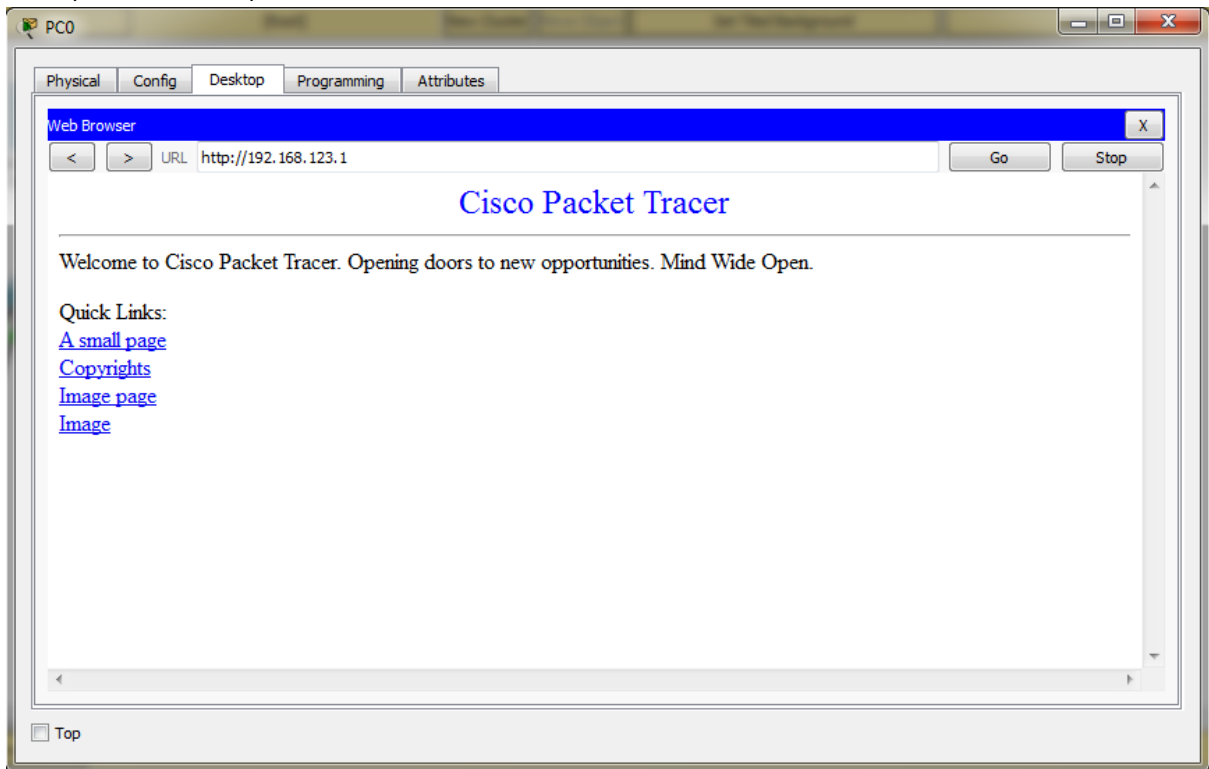 PC0
Physical Config Desktop Programming Attributes
Web Browser X
< > URL http://192.168.123.1 Go Stop
Cisco Packet Tracer
Welcome to Cisco Packet Tracer. Opening doors to new opportunities. Mind Wide Open.
Quick Links:
A small page
Copyrights
Image page
Image
Top